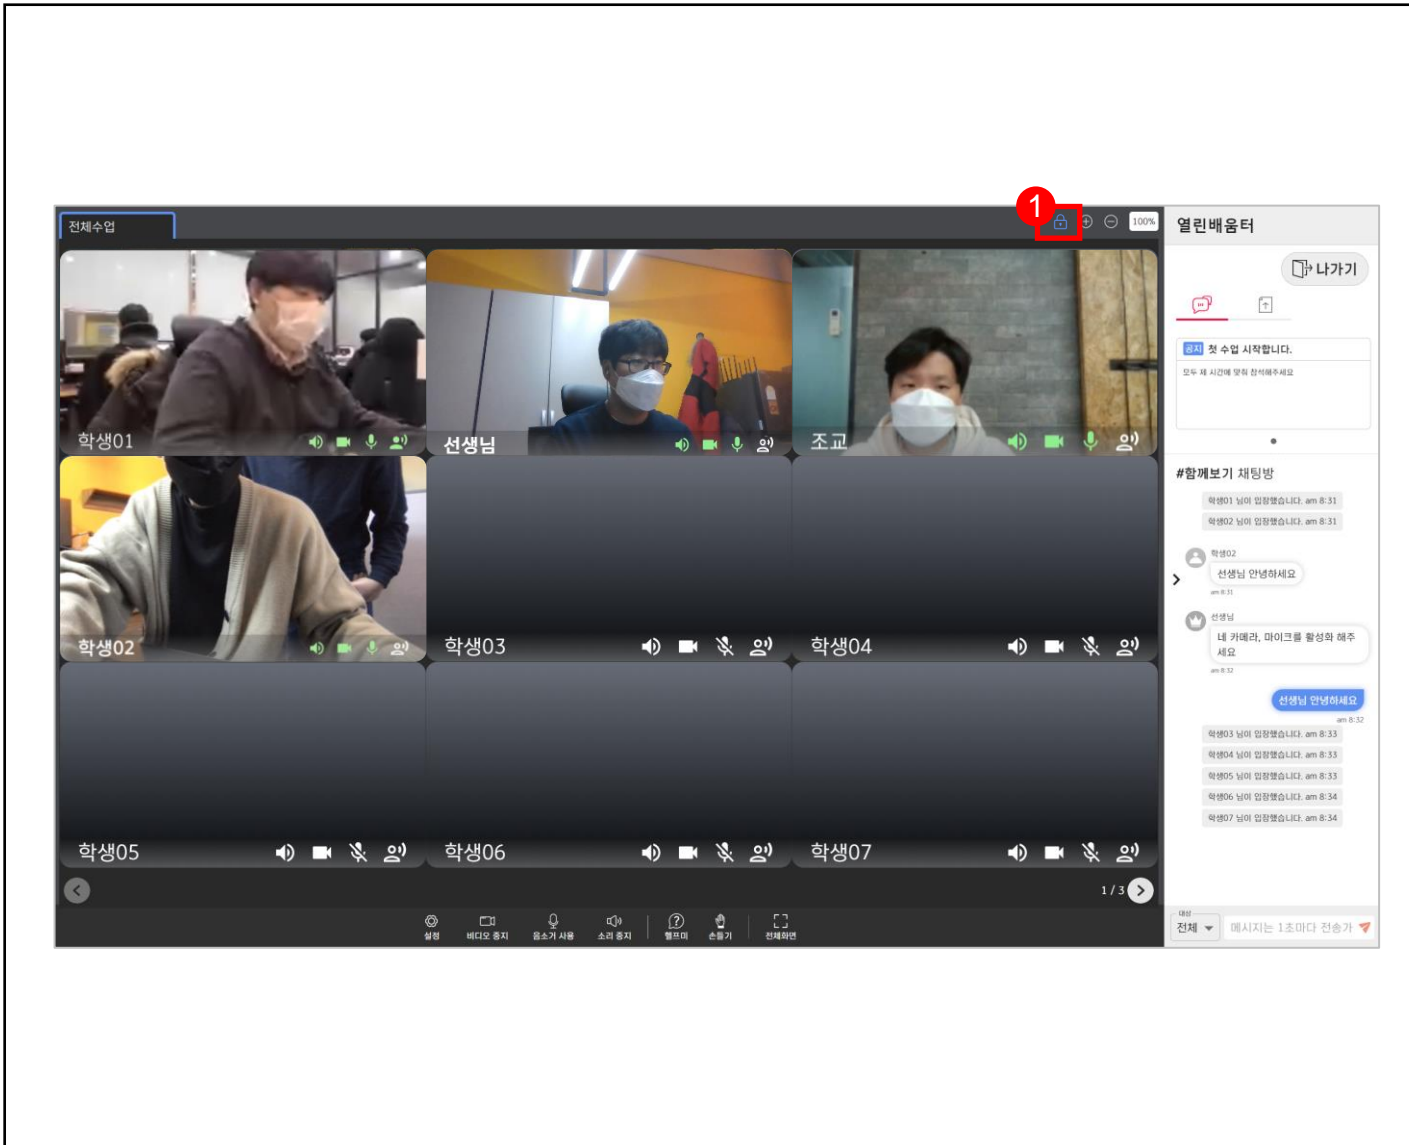 1
전체수업
100%
열린배움터
나가기
공지 첫 수업 시작합니다.
모두 제 시간에 맞춰 참석해주세요
학생01
선생님
조교
#함께보기 채팅방
학생01 님이 입장했습니다. am 8:31
학생02 님이 입장했습니다. am 8:31
학생02
선생님 안녕하세요
am 8:31
선생님
네 카메라, 마이크를 활성화 해주
세요
am 8:32
선생님 안녕하세요
am 8:32
학생03 님이 입장했습니다. am 8:33
학생04 님이 입장했습니다. am 8:33
학생05 님이 입장했습니다. am 8:33
학생06 님이 입장했습니다. am 8:34
학생07 님이 입장했습니다. am 8:34
학생02
학생03
학생04
학생05
학생06
학생07
1 / 3
설정
비디오 중지
음소거 사용
소리 중지
헬프미
손들기
전체화면
대상
전체
메시지는 1초마다 전송가